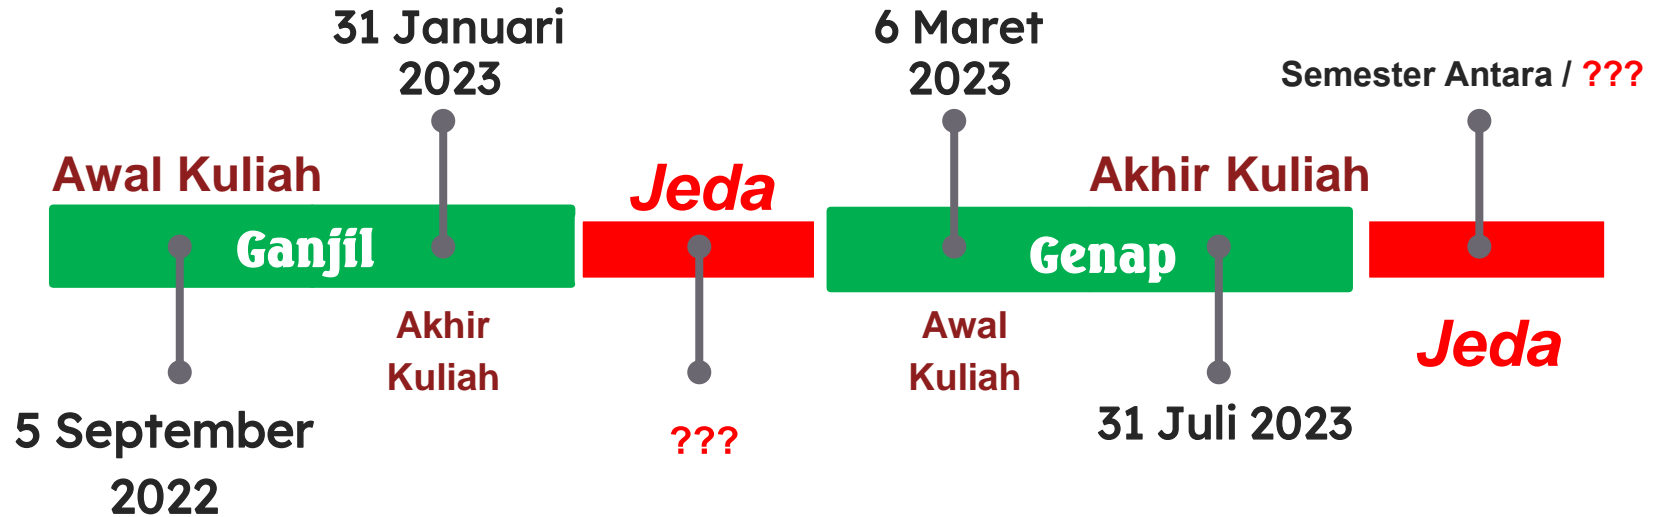 31 Januari
2023
6 Maret
2023
Semester Antara / ???
Awal Kuliah
Jeda
Akhir Kuliah
Ganjil
Genap
Akhir
Kuliah
Awal
Kuliah
Jeda
5 September
2022
???
31 Juli 2023